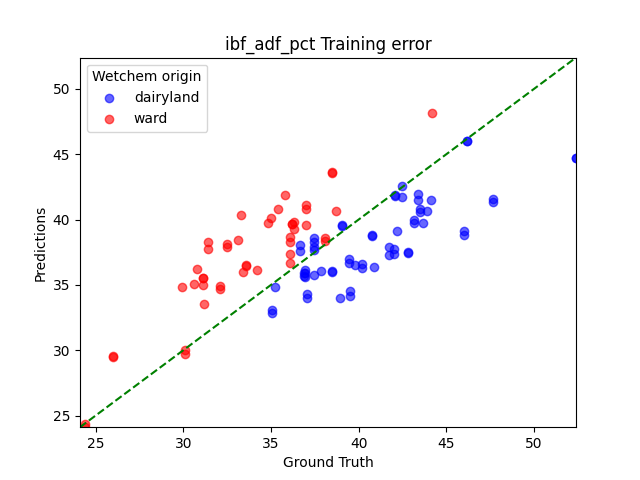 ibf_adf_pct Training error
Wetchem origin
dairyland
ward
Predictions
50
45
40
35
30
25
25 30 35 40 45 50
Ground Truth